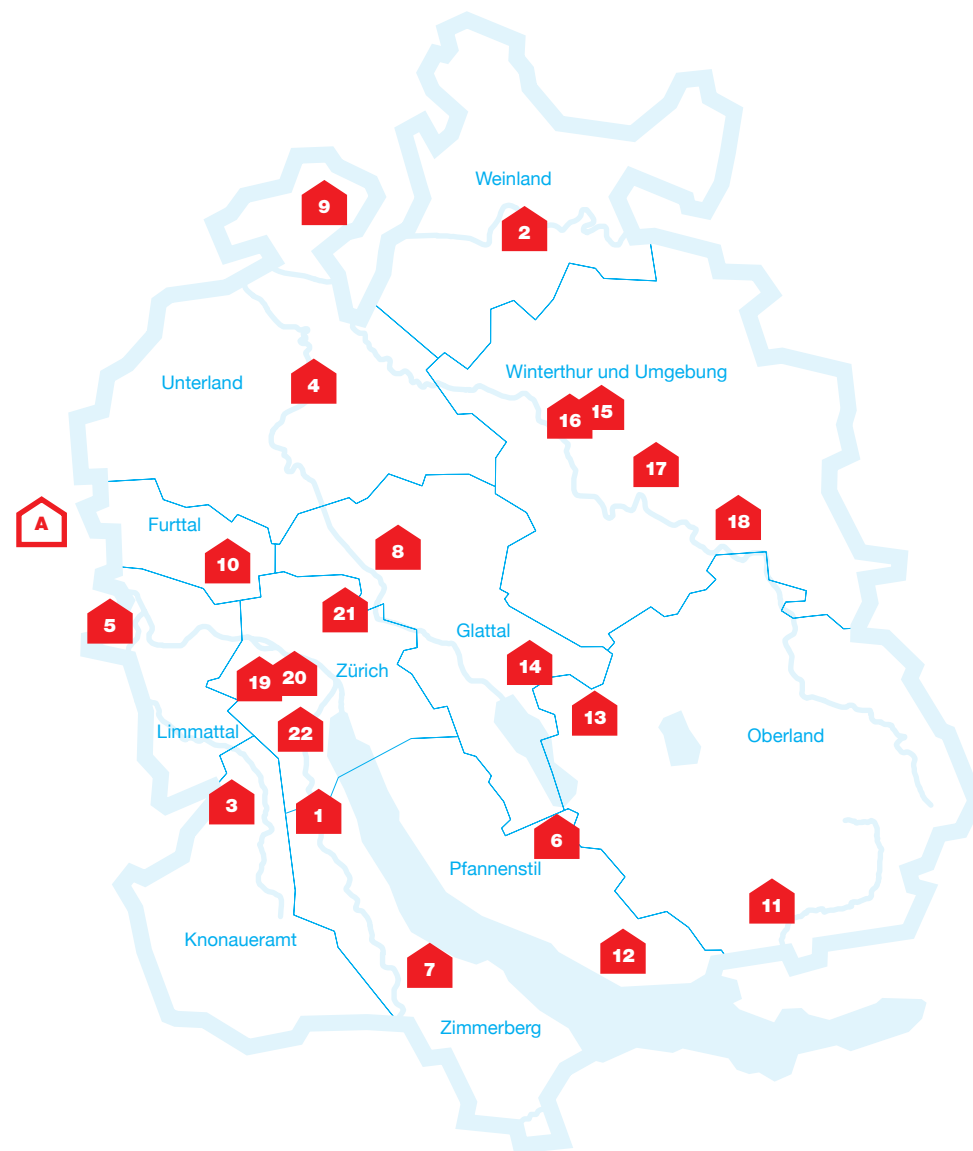 Weinland
9
2
Winterthur und Umgebung
Unterland
4
16
15
17
A
Furttal
18
8
10
21
5
Glattal
14
Zürich
19
20
13
Limmattal
22
Oberland
3
1
6
Pfannenstil
11
Knonaueramt
12
7
Zimmerberg